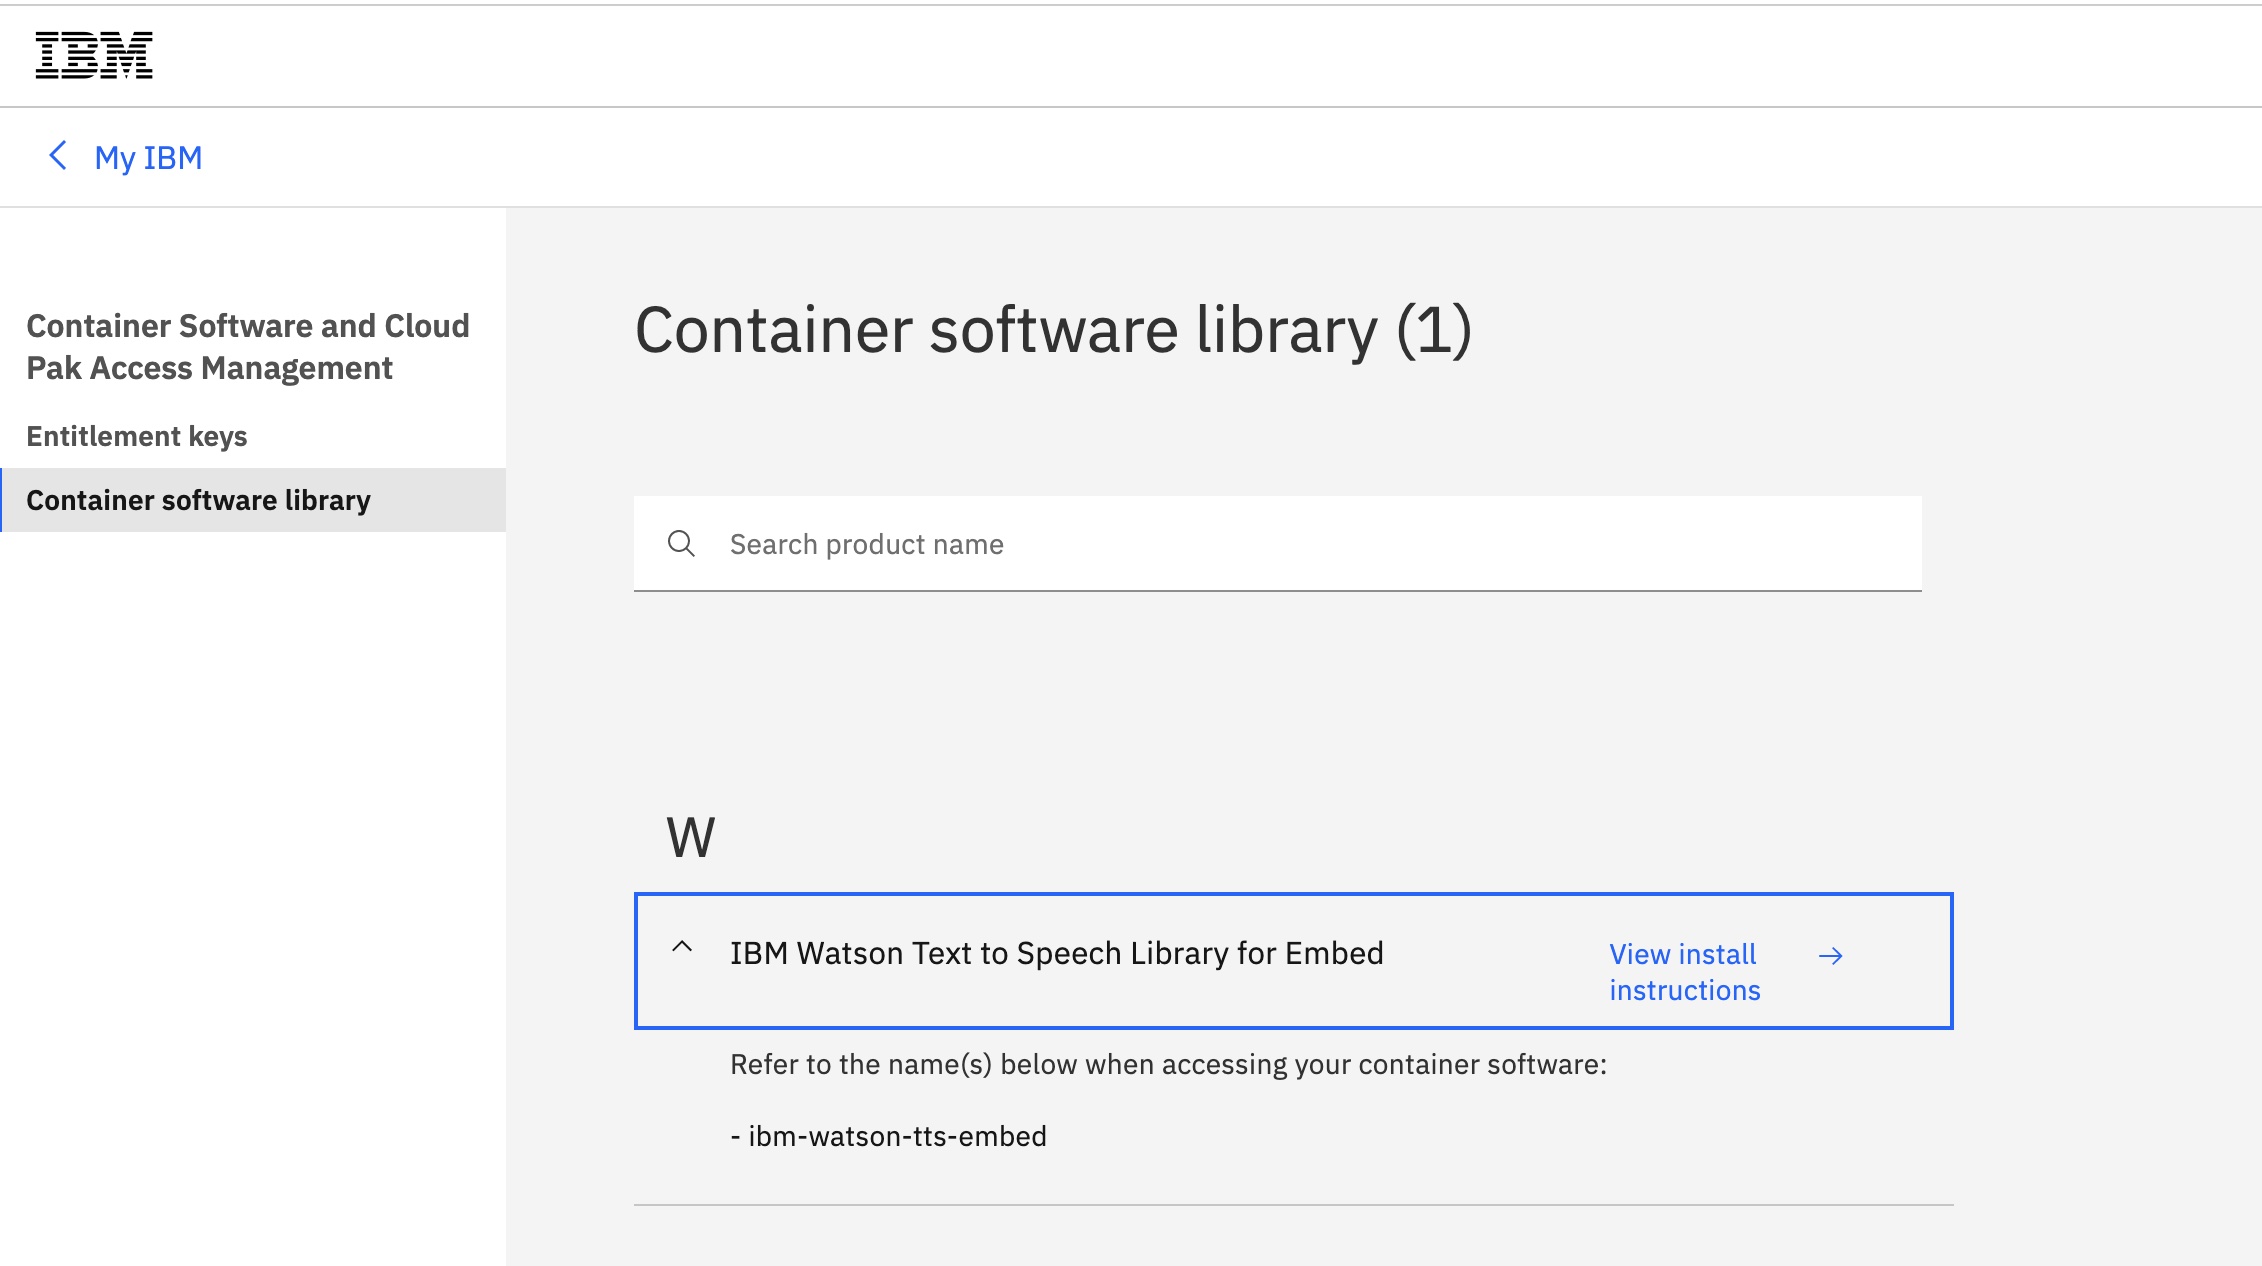 IBM
My IBM
Container Software and Cloud
Pak Access Management
Entitlement keys
Container software library
Container software library (1)
Search product name
W
IBM Watson Text to Speech Library for Embed
View install
instructions
Refer to the name(s) below when accessing your container software:
- ibm-watson-tts-embed